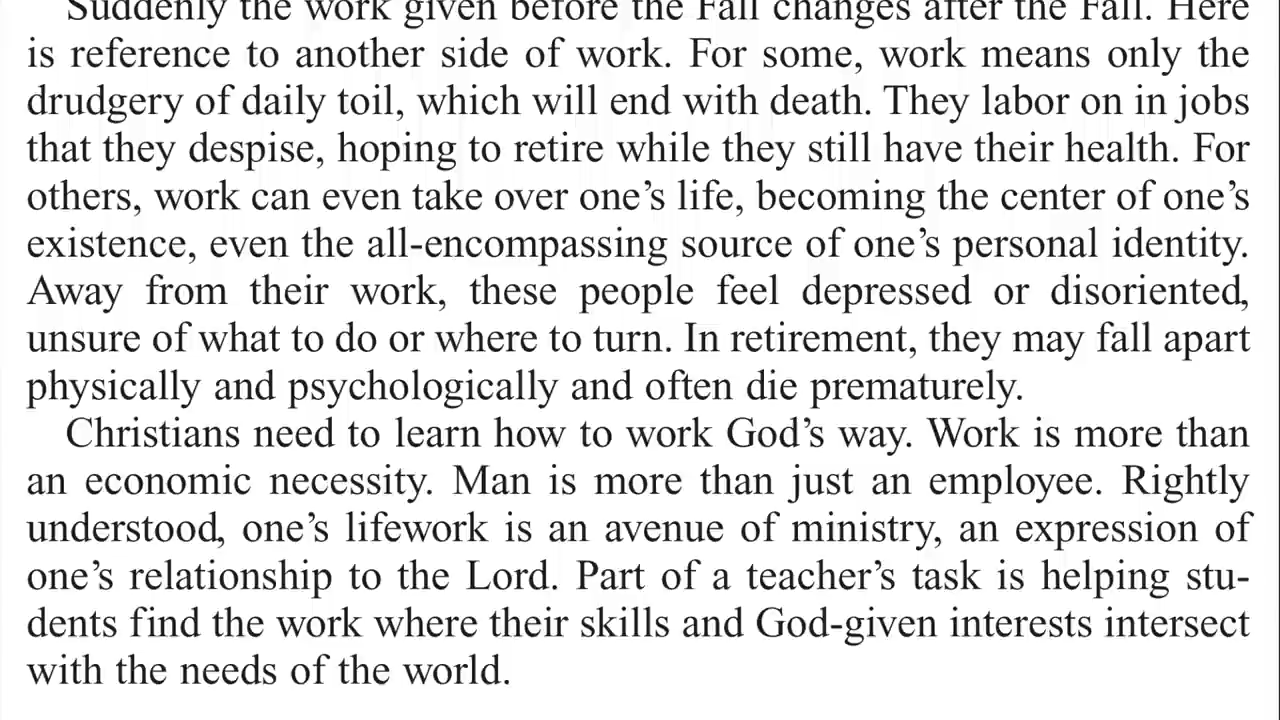 Suddenly the work given before the Fall changes after the Fall. Here
is reference to another side of work. For some, work means only the
drudgery of daily toil, which will end with death. They labor on in jobs
that they despise, hoping to retire while they still have their health. For
others, work can even take over one’s life, becoming the center of one’s
existence, even the all-encompassing source of one’s personal identity.
Away from their work, these people feel depressed or disoriented,
unsure of what to do or where to turn. In retirement, they may fall apart
physically and psychologically and often die prematurely.
Christians need to learn how to work God’s way. Work is more than
an economic necessity. Man is more than just an employee. Rightly
understood, one’s lifework is an avenue of ministry, an expression of
one’s relationship to the Lord. Part of a teacher’s task is helping stu-
dents find the work where their skills and God-given interests intersect
with the needs of the world.